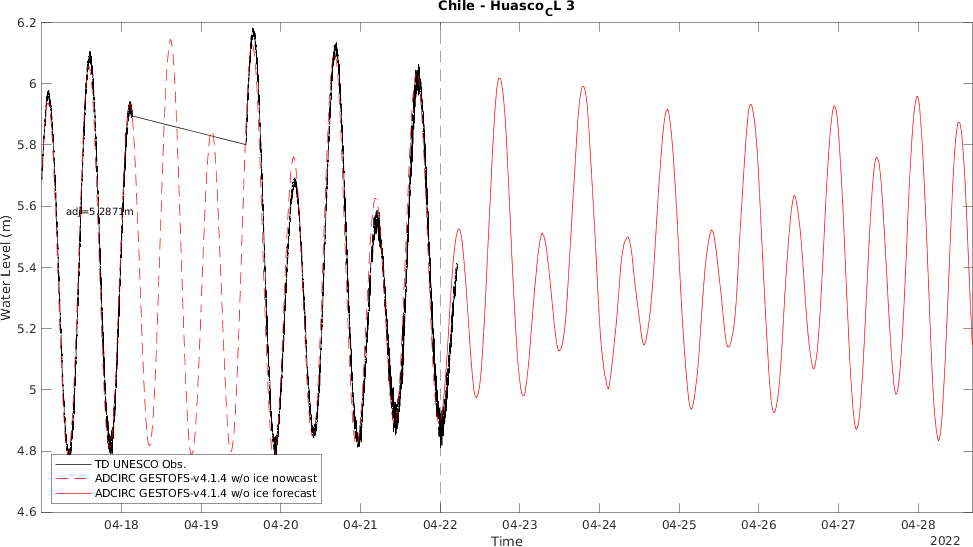 Chile - Huasco_CL 3
6.2
6
5.8
5.6
5.4
5.2
5
4.8
4.6
Water Level (m)
adj=5.2871m
TD UNESCO Obs.
ADCIRC GESTOFS-v4.1.4 w/o ice nowcast
ADCIRC GESTOFS-v4.1.4 w/o ice forecast
04-18 04-19 04-20 04-21 04-22 04-23 04-24 04-25 04-26 04-27 04-28
Time
2022